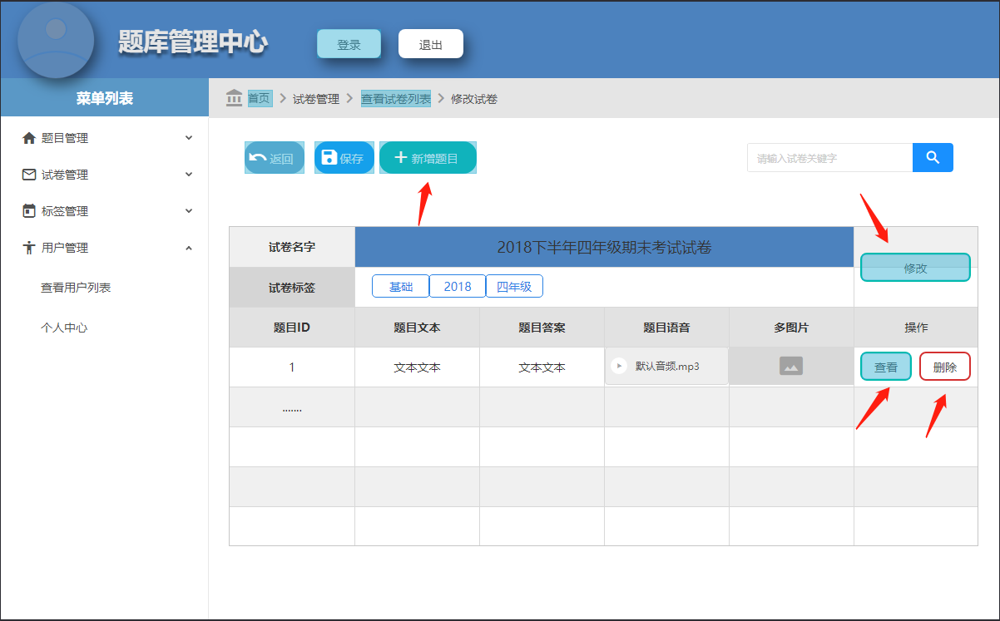 题库管理中心
登录
退出
菜单列表
首页 试卷管理 查看试卷列表 修改试卷
题目管理
试卷管理
标签管理
用户管理
查看用户列表
个人中心
返回
保存
新增题目
请输入试卷关键字
试卷名字 2018下半年四年级期末考试试卷
修改
试卷标签 基础 2018 四年级
题目ID 题目文本 题目答案 题目语音 多图片 操作
1 文本文本 文本文本 默认音频.mp3 查看 删除
.......